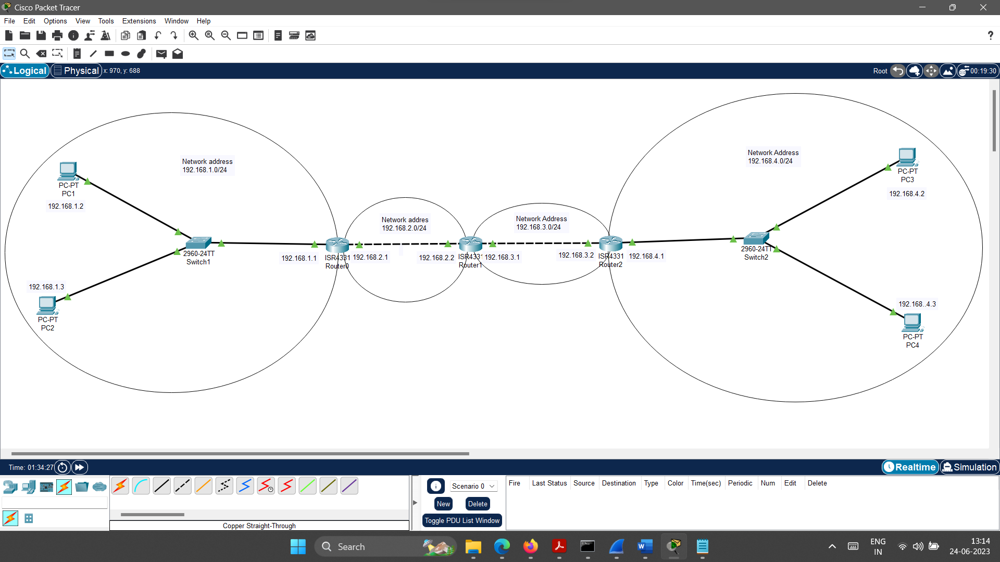 Cisco Packet Tracer
File Edit Options View Tools Extensions Window Help
?
Logical Physical x: 970, y: 688
Root 00:19:30
Network address
192.168.1.0/24
PC-PT
PC1
192.168.1.2
2960-24TT
Switch1
192.168.1.3
PC-PT
PC2
192.168.1.1
ISR4331
Router0
192.168.2.1
Network addres
192.168.2.0/24
192.168.2.2
ISR4331
Router1
192.168.3.1
Network Address
192.168.3.0/24
192.168.3.2
ISR4331
Router2
192.168.4.1
Network Address
192.168.4.0/24
2960-24TT
Switch2
PC-PT
PC3
192.168.4.2
192.168..4.3
PC-PT
PC4
Time: 01:34:27
Realtime Simulation
Copper Straight-Through
Scenario 0
New Delete
Toggle PDU List Window
Fire Last Status Source Destination Type Color Time(sec) Periodic Num Edit Delete
Search
ENG
IN
13:14
24-06-2023